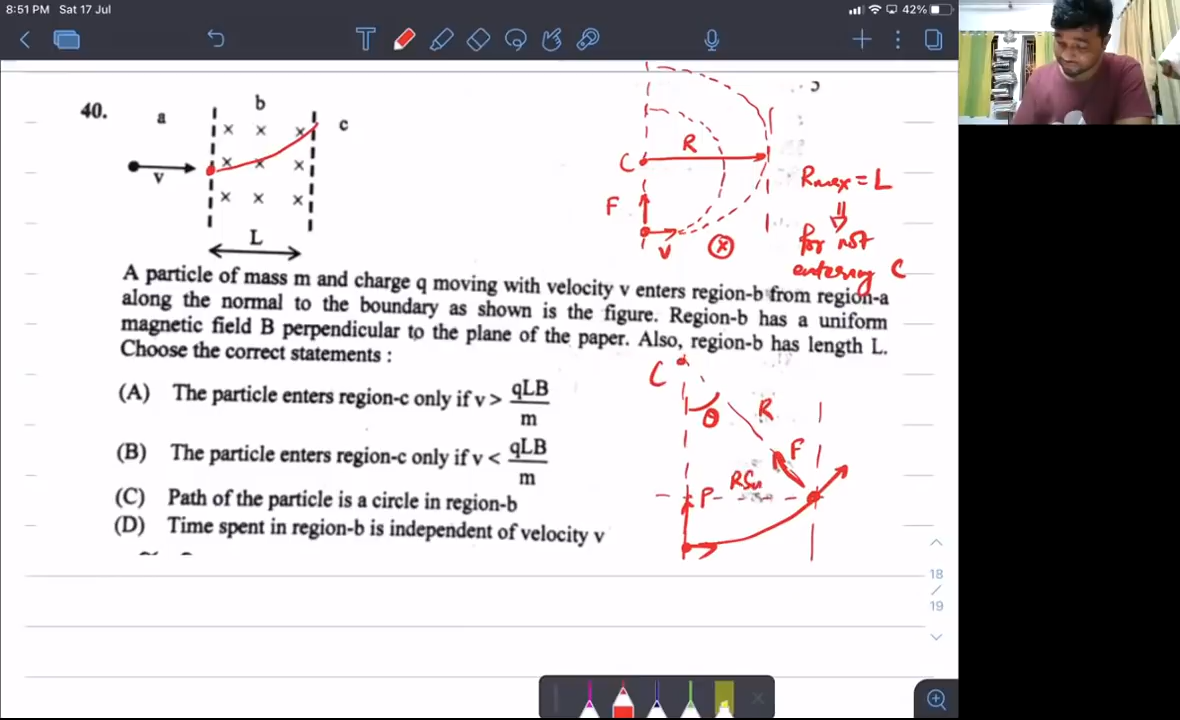 8:51 PM Sat 17 Jul
42%
T
40.
a
b
c
v
L
C
R
F
v
Rmax = L
for not
entering C
A particle of mass m and charge q moving with velocity v enters region-b from region-a
along the normal to the boundary as shown is the figure. Region-b has a uniform
magnetic field B perpendicular to the plane of the paper. Also, region-b has length L.
Choose the correct statements :
(A) The particle enters region-c only if v > qLB/m
(B) The particle enters region-c only if v < qLB/m
(C) Path of the particle is a circle in region-b
(D) Time spent in region-b is independent of velocity v
C
θ
R
F
P
18
/
19